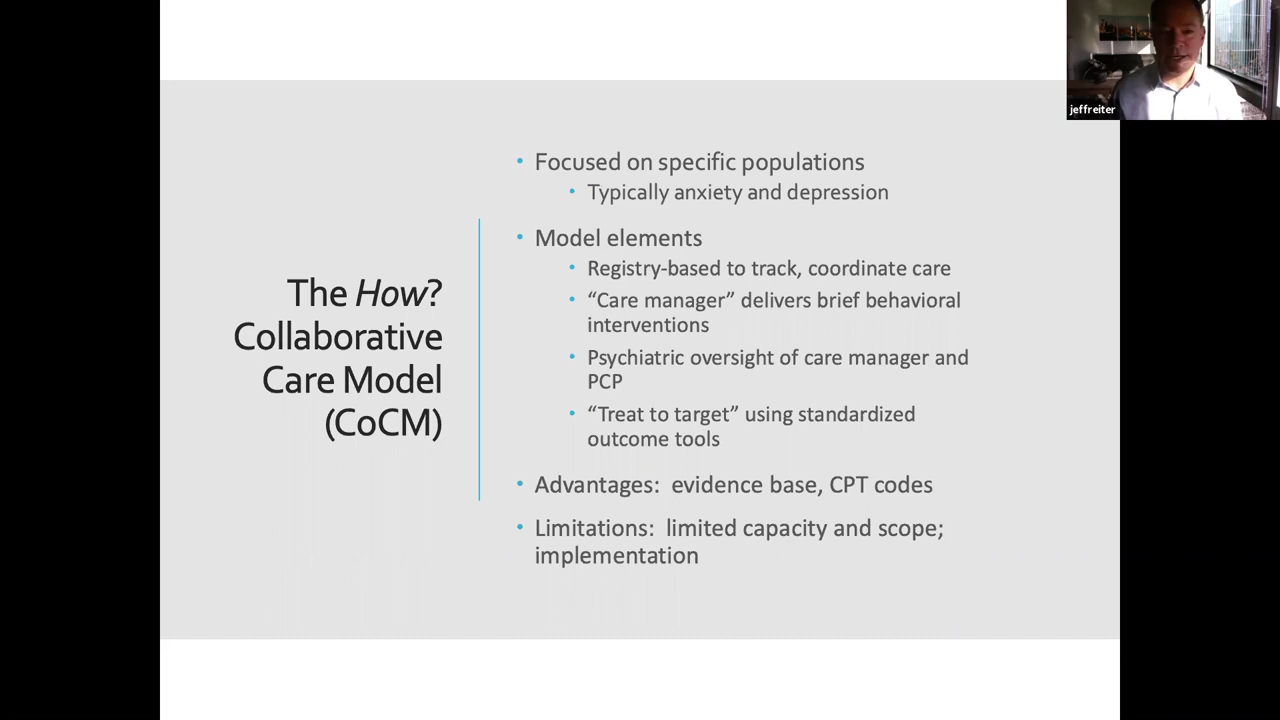 jeffreiter
The How?
Collaborative
Care Model
(CoCM)
• Focused on specific populations
• Typically anxiety and depression
• Model elements
• Registry-based to track, coordinate care
• “Care manager” delivers brief behavioral
interventions
• Psychiatric oversight of care manager and
PCP
• “Treat to target” using standardized
outcome tools
• Advantages:  evidence base, CPT codes
• Limitations:  limited capacity and scope;
implementation